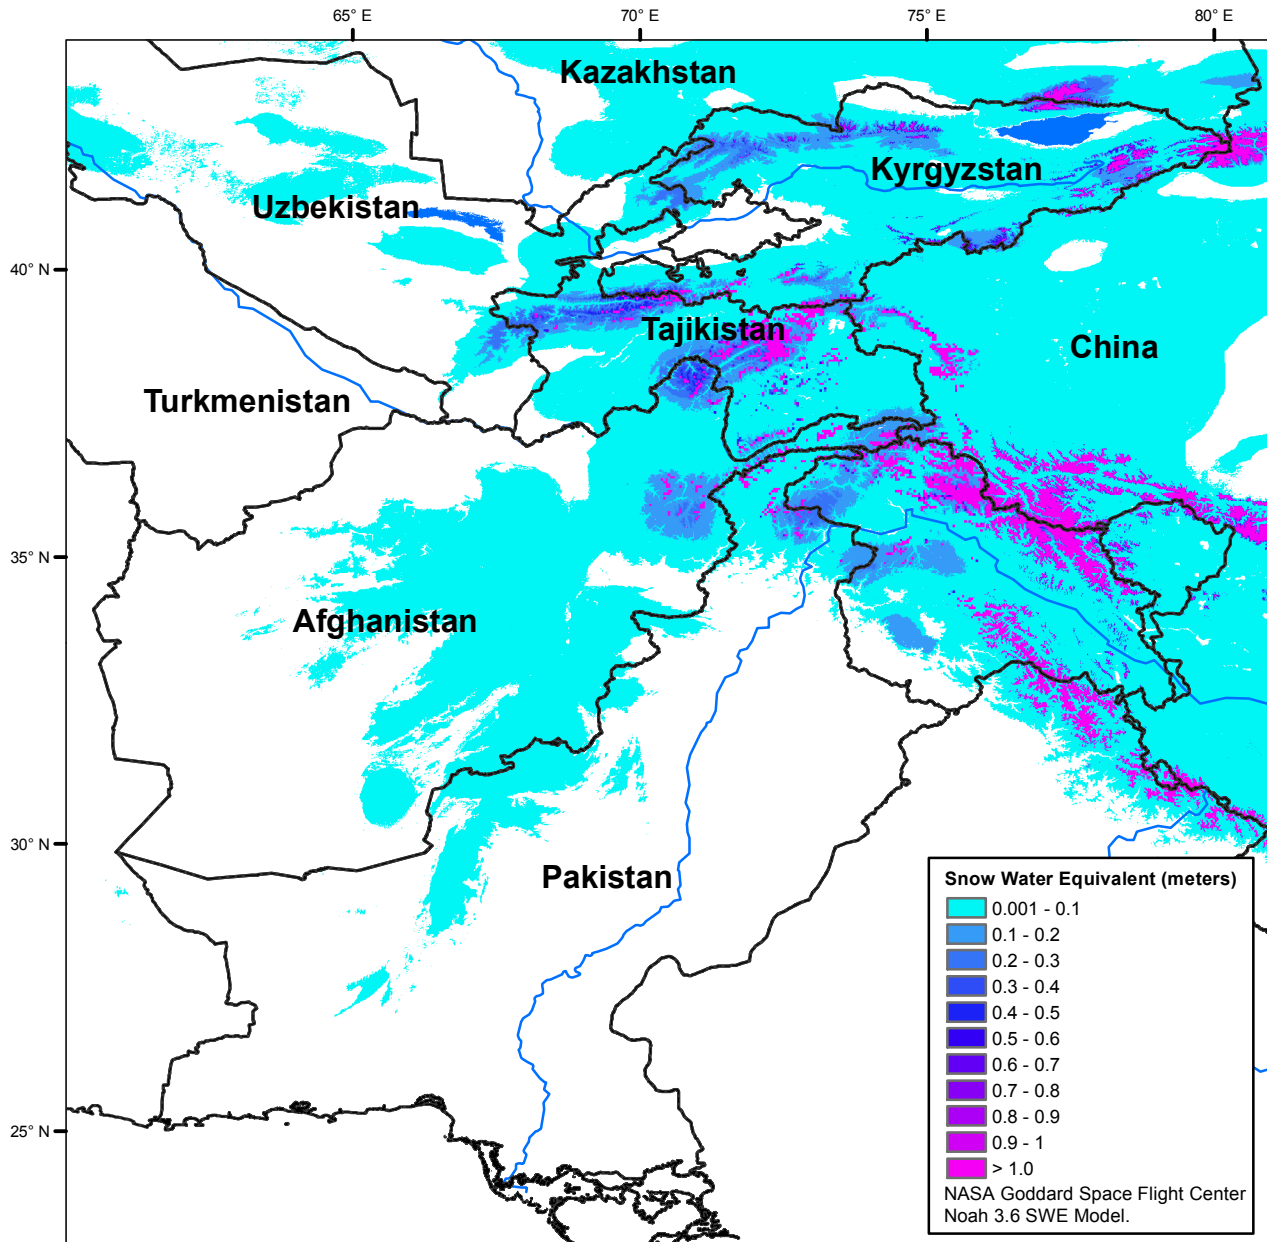 65° E
70° E
75° E
80° E
Kazakhstan
Kyrgyzstan
Uzbekistan
40° N
Tajikistan
China
Turkmenistan
35° N
Afghanistan
30° N
Pakistan
25° N
Snow Water Equivalent (meters)
0.001 - 0.1
0.1 - 0.2
0.2 - 0.3
0.3 - 0.4
0.4 - 0.5
0.5 - 0.6
0.6 - 0.7
0.7 - 0.8
0.8 - 0.9
0.9 - 1
> 1.0
NASA Goddard Space Flight Center
Noah 3.6 SWE Model.